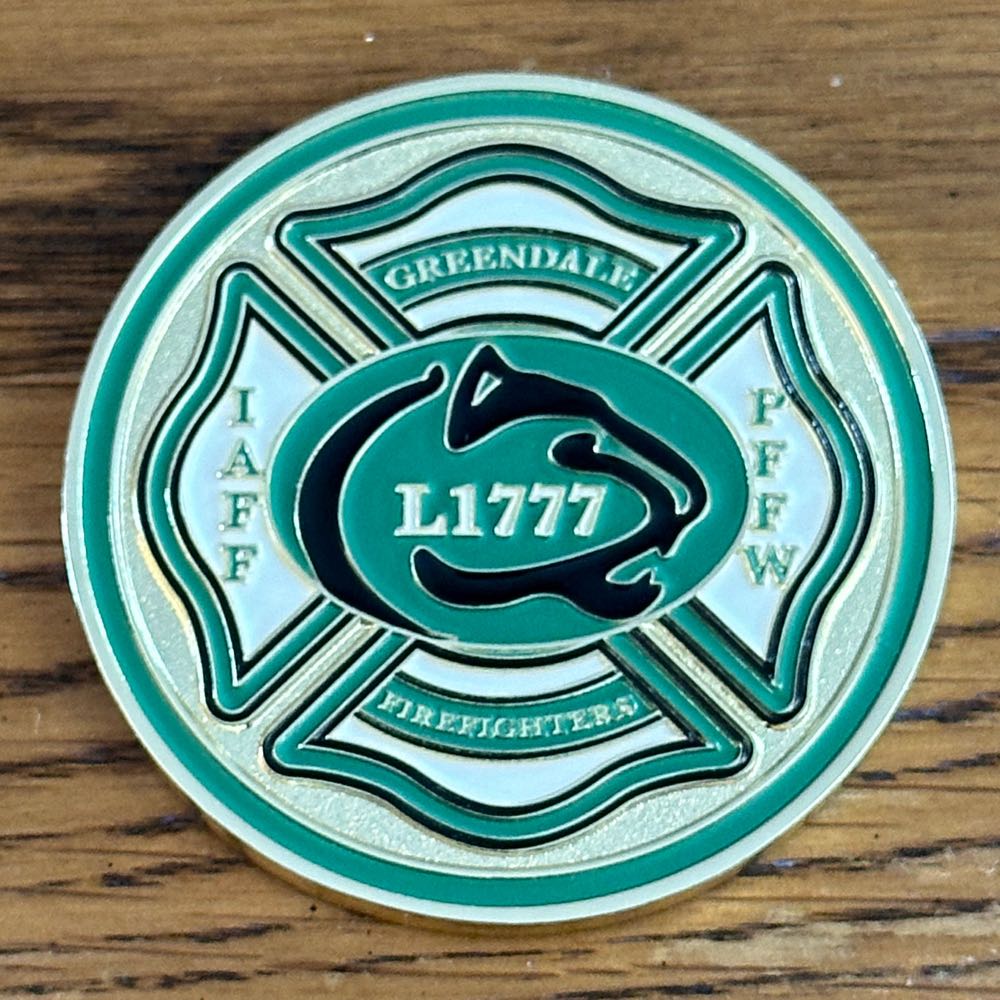 GREENDALE
IAFF
L1777
PFFW
FIREFIGHTERS